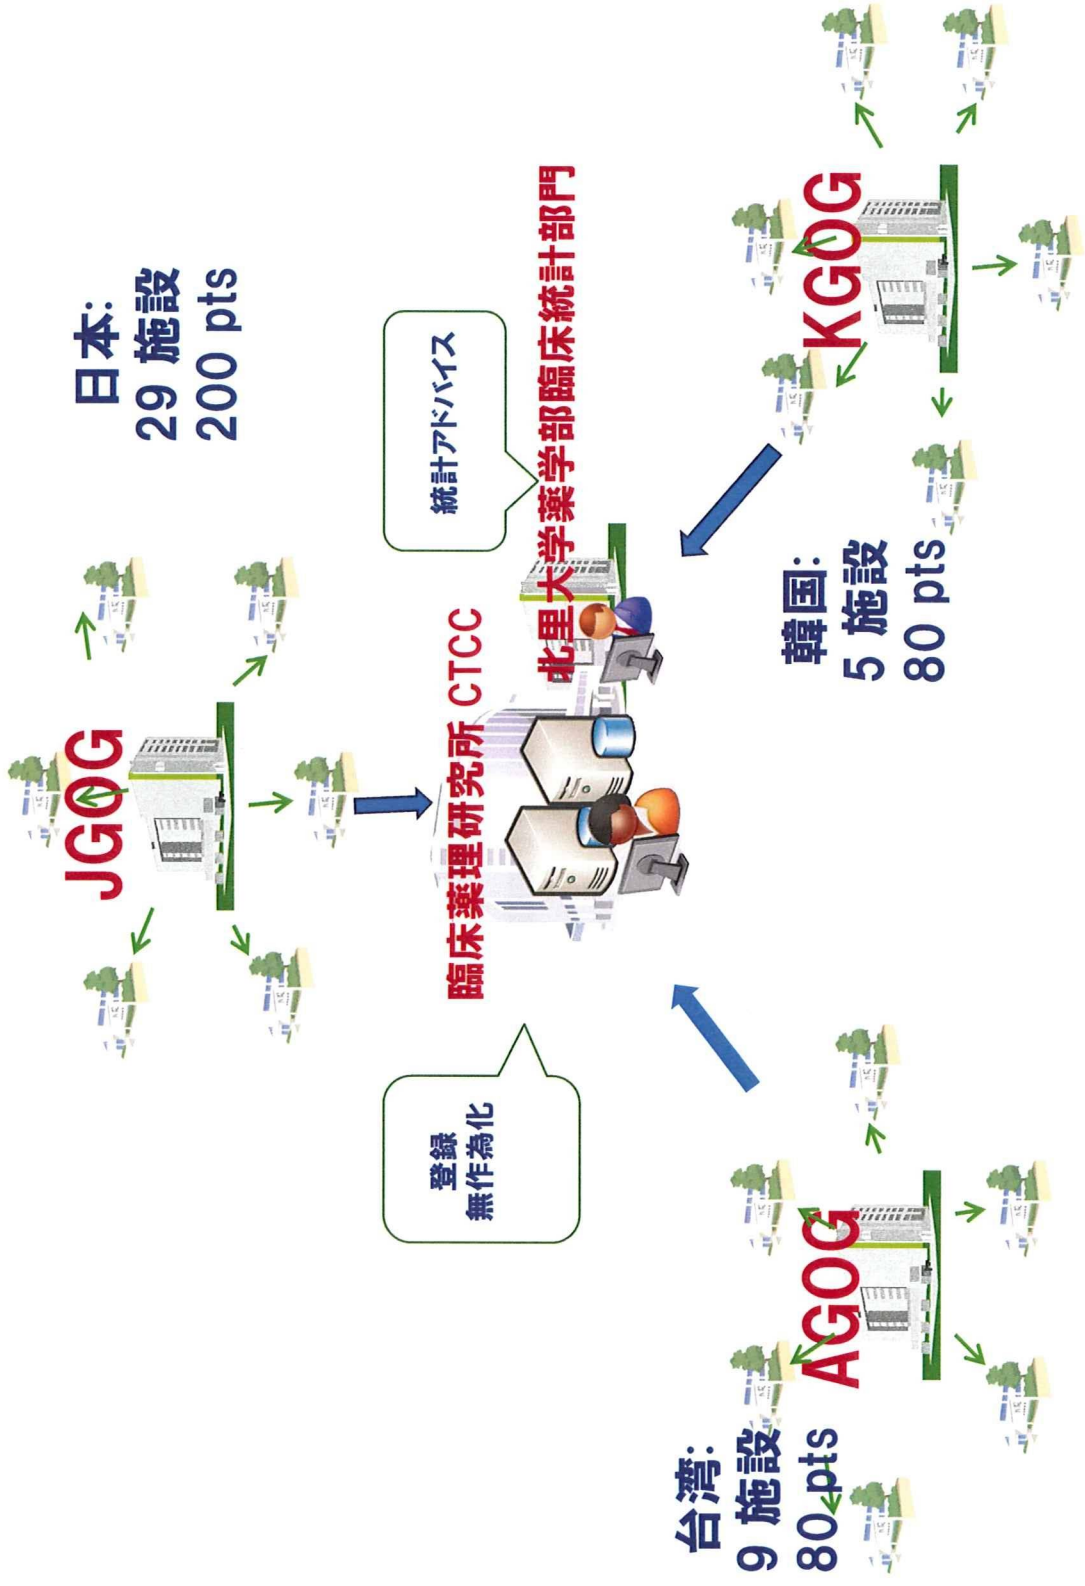 JGOG
日本:
29 施設
200 pts
登録
無作為化
臨床薬理研究所 CTCC
統計アドバイス
北里大学薬学部臨床統計部門
台湾:
9 施設
80 pts
AGOG
韓国:
5 施設
80 pts
KGOG